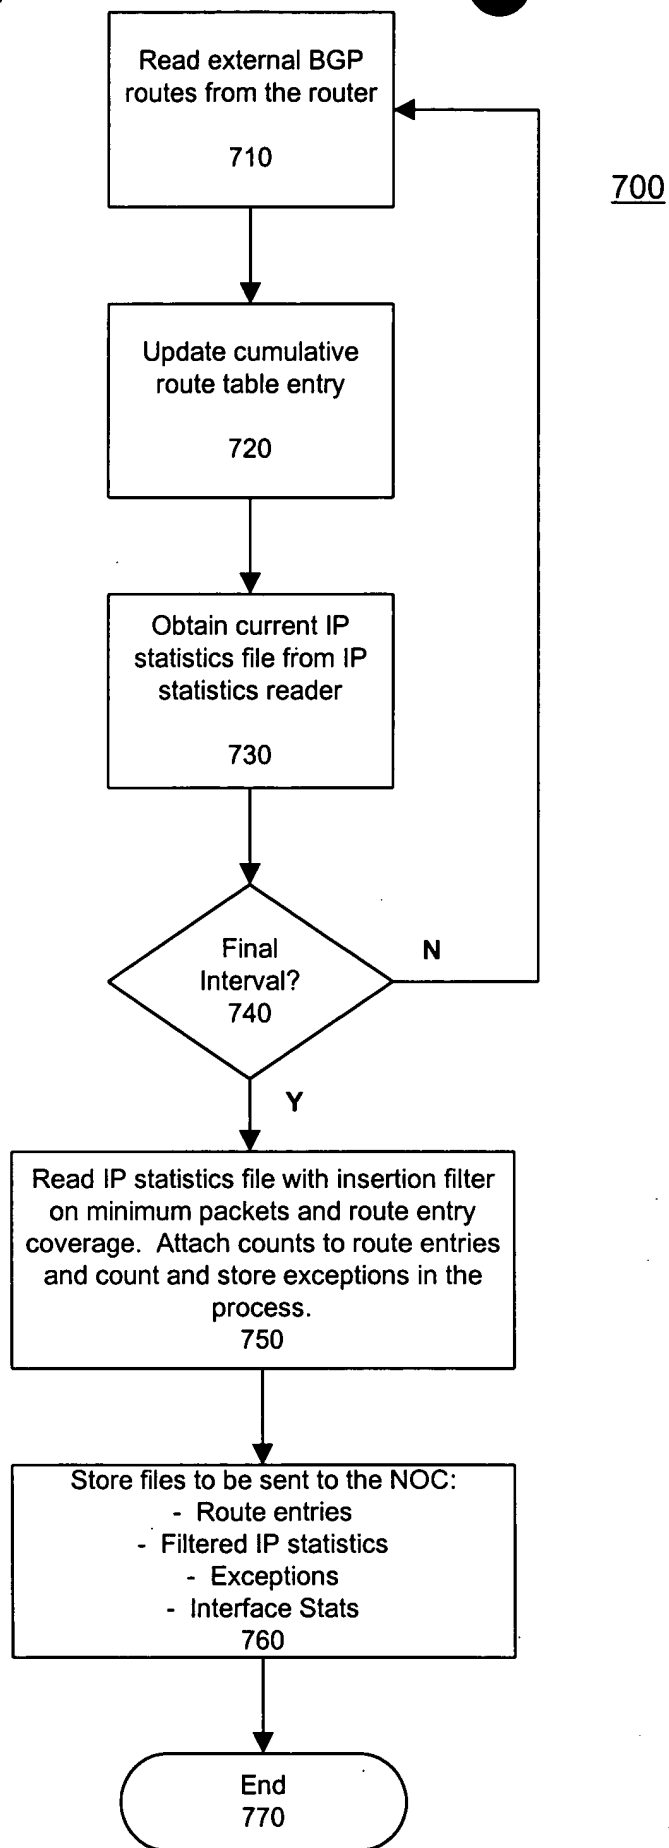 Read external BGP
routes from the router
710
700
Update cumulative
route table entry
720
Obtain current IP
statistics file from IP
statistics reader
730
Final
Interval?
740
N
Y
Read IP statistics file with insertion filter
on minimum packets and route entry
coverage. Attach counts to route entries
and count and store exceptions in the
process.
750
Store files to be sent to the NOC:
- Route entries
- Filtered IP statistics
- Exceptions
- Interface Stats
760
End
770